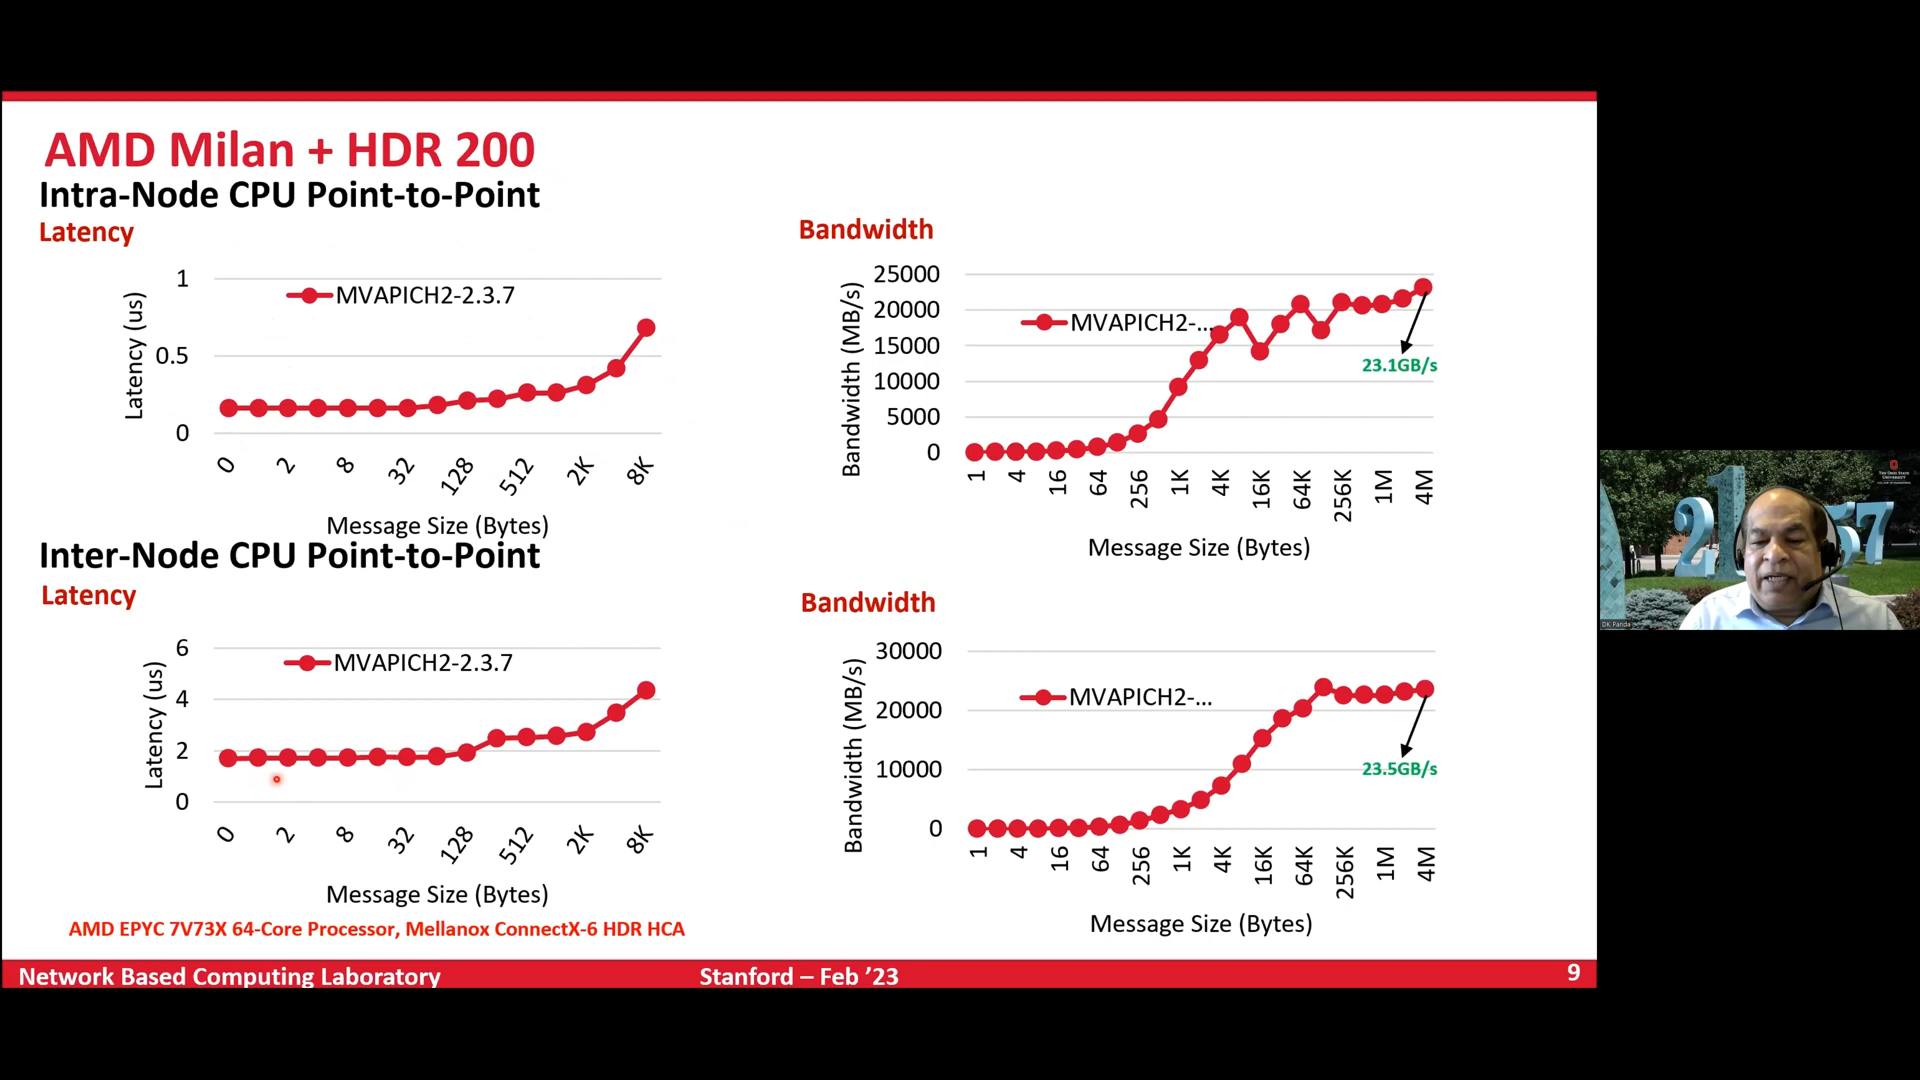 AMD Milan + HDR 200
Intra-Node CPU Point-to-Point
Latency
1
0.5
0
Latency (us)
MVAPICH2-2.3.7
0 2 8 32 128 512 2K 8K
Message Size (Bytes)
Bandwidth
25000
20000
15000
10000
5000
0
Bandwidth (MB/s)
MVAPICH2-...
23.1GB/s
1 4 16 64 256 1K 4K 16K 64K 256K 1M 4M
Message Size (Bytes)
Inter-Node CPU Point-to-Point
Latency
6
4
2
0
Latency (us)
MVAPICH2-2.3.7
0 2 8 32 128 512 2K 8K
Message Size (Bytes)
Bandwidth
30000
20000
10000
0
Bandwidth (MB/s)
MVAPICH2-...
23.5GB/s
1 4 16 64 256 1K 4K 16K 64K 256K 1M 4M
Message Size (Bytes)
AMD EPYC 7V73X 64-Core Processor, Mellanox ConnectX-6 HDR HCA
Network Based Computing Laboratory
Stanford – Feb ’23
9
THE OHIO STATE
UNIVERSITY
DK Panda